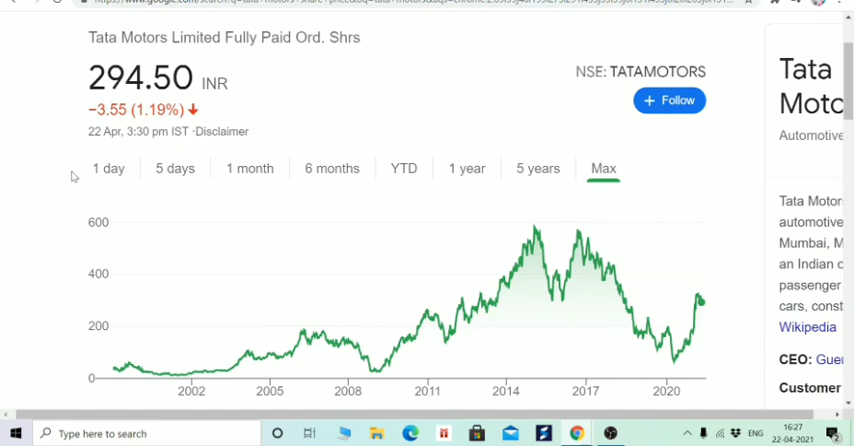 Tata Motors Limited Fully Paid Ord. Shrs
294.50 INR
−3.55 (1.19%)
22 Apr, 3:30 pm IST ·Disclaimer
NSE: TATAMOTORS
+ Follow
1 day 5 days 1 month 6 months YTD 1 year 5 years Max
600
400
200
0
2002 2005 2008 2011 2014 2017 2020
Tata
Moto
Automotive
Tata Motors
automotive
Mumbai, M
an Indian c
passenger
cars, const
Wikipedia
CEO: Guen
Customer
Type here to search
ENG
16:27
22-04-2021
2